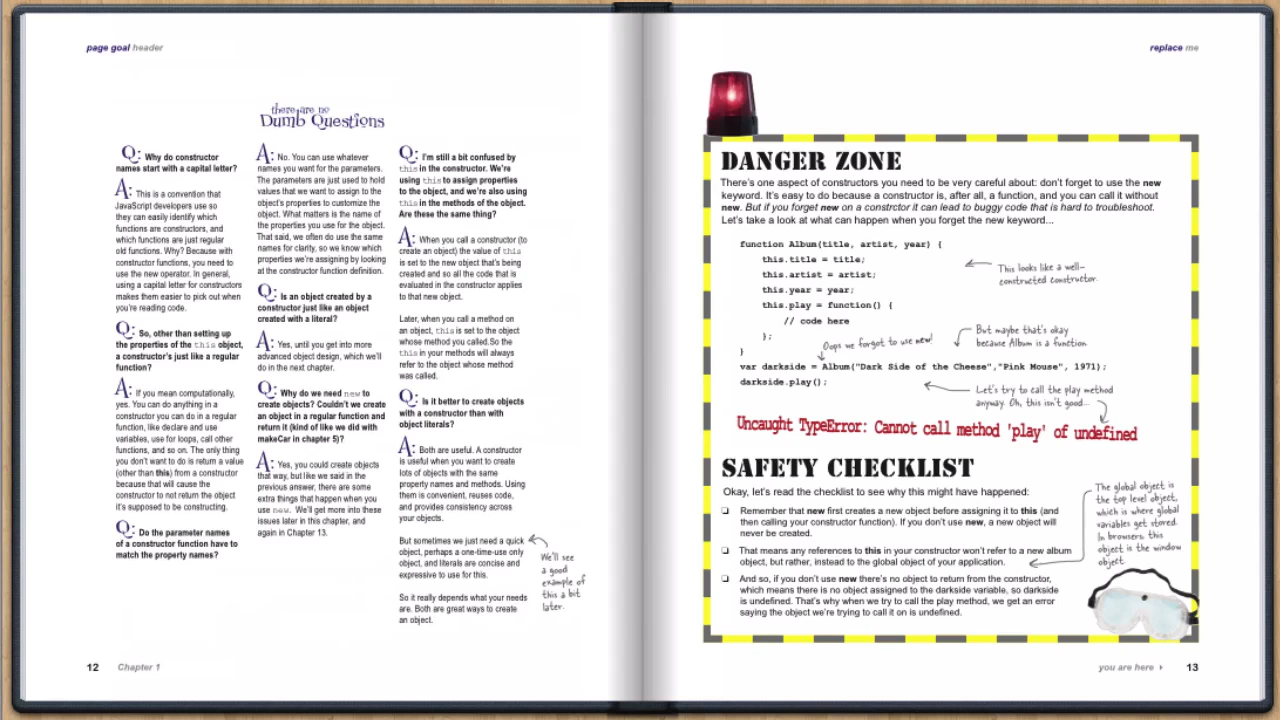 page goal header
there are no
Dumb Questions
Q: Why do constructor
names start with a capital letter?
A: This is a convention that
JavaScript developers use so
they can easily identify which
functions are constructors, and
which functions are just regular
old functions. Why? Because with
constructor functions, you need to
use the new operator. In general,
using a capital letter for constructors
makes them easier to pick out when
you're reading code.
Q: So, other than setting up
the properties of the this object,
a constructor's just like a regular
function?
A: If you mean computationally,
yes. You can do anything in a
constructor you can do in a regular
function, like declare and use
variables, use for loops, call other
functions, and so on. The only thing
you don't want to do is return a value
(other than this) from a constructor
because that will cause the
constructor to not return the object
it's supposed to be constructing.
Q: Do the parameter names
of a constructor function have to
match the property names?
A: No. You can use whatever
names you want for the parameters.
The parameters are just used to hold
values that we want to assign to the
object's properties to customize the
object. What matters is the name of
the properties you use for the object.
That said, we often do use the same
names for clarity, so we know which
properties we're assigning by looking
at the constructor function definition.
Q: Is an object created by a
constructor just like an object
created with a literal?
A: Yes, until you get into more
advanced object design, which we'll
do in the next chapter.
Q: Why do we need new to
create objects? Couldn't we create
an object in a regular function and
return it (kind of like we did with
makeCar in chapter 5)?
A: Yes, you could create objects
that way, but like we said in the
previous answer, there are some
extra things that happen when you
use new. We'll get more into these
issues later in this chapter, and
again in Chapter 13.
Q: I'm still a bit confused by
this in the constructor. We're
using this to assign properties
to the object, and we're also using
this in the methods of the object.
Are these the same thing?
A: When you call a constructor (to
create an object) the value of this
is set to the new object that's being
created and so all the code that is
evaluated in the constructor applies
to that new object.
Later, when you call a method on
an object, this is set to the object
whose method you called.So the
this in your methods will always
refer to the object whose method
was called.
Q: Is it better to create objects
with a constructor than with
object literals?
A: Both are useful. A constructor
is useful when you want to create
lots of objects with the same
property names and methods. Using
them is convenient, reuses code,
and provides consistency across
your objects.
But sometimes we just need a quick
object, perhaps a one-time-use only
object, and literals are concise and
expressive to use for this.
So it really depends what your needs
are. Both are great ways to create
an object.
We'll see
a good
example of
this a bit
later.
12 Chapter 1
replace me
DANGER ZONE
There's one aspect of constructors you need to be very careful about: don't forget to use the new
keyword. It's easy to do because a constructor is, after all, a function, and you can call it without
new. But if you forget new on a constrctor it can lead to buggy code that is hard to troubleshoot.
Let's take a look at what can happen when you forget the new keyword...
function Album(title, artist, year) {
this.title = title;
this.artist = artist;
this.year = year;
this.play = function() {
// code here
};
}
var darkside = Album("Dark Side of the Cheese","Pink Mouse", 1971);
darkside.play();
This looks like a well-
constructed constructor.
Oops we forgot to use new!
But maybe that's okay
because Album is a function
Let's try to call the play method
anyway. Oh, this isn't good...
Uncaught TypeError: Cannot call method 'play' of undefined
SAFETY CHECKLIST
Okay, let's read the checklist to see why this might have happened:
Remember that new first creates a new object before assigning it to this (and
then calling your constructor function). If you don't use new, a new object will
never be created.
That means any references to this in your constructor won't refer to a new album
object, but rather, instead to the global object of your application.
And so, if you don't use new there's no object to return from the constructor,
which means there is no object assigned to the darkside variable, so darkside
is undefined. That's why when we try to call the play method, we get an error
saying the object we're trying to call it on is undefined.
The global object is
the top level object,
which is where global
variables get stored.
In browsers, this
object is the window
object.
you are here 13